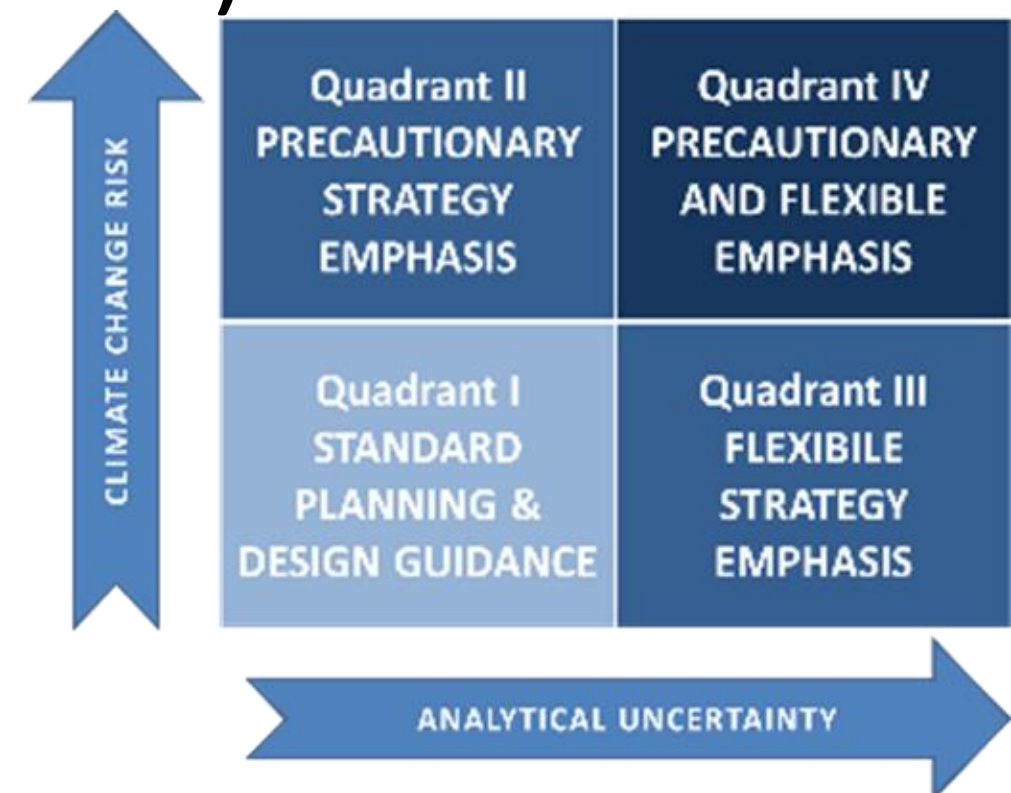 CLIMATE CHANGE RISK
Quadrant II
PRECAUTIONARY
STRATEGY
EMPHASIS
Quadrant IV
PRECAUTIONARY
AND FLEXIBLE
EMPHASIS
Quadrant I
STANDARD
PLANNING &
DESIGN GUIDANCE
Quadrant III
FLEXIBILE
STRATEGY
EMPHASIS
ANALYTICAL UNCERTAINTY